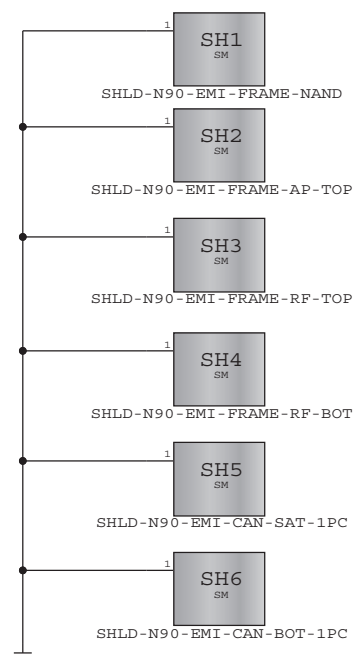 1
SH1
SM
SHLD-N90-EMI-FRAME-NAND
1
SH2
SM
SHLD-N90-EMI-FRAME-AP-TOP
1
SH3
SM
SHLD-N90-EMI-FRAME-RF-TOP
1
SH4
SM
SHLD-N90-EMI-FRAME-RF-BOT
1
SH5
SM
SHLD-N90-EMI-CAN-SAT-1PC
1
SH6
SM
SHLD-N90-EMI-CAN-BOT-1PC